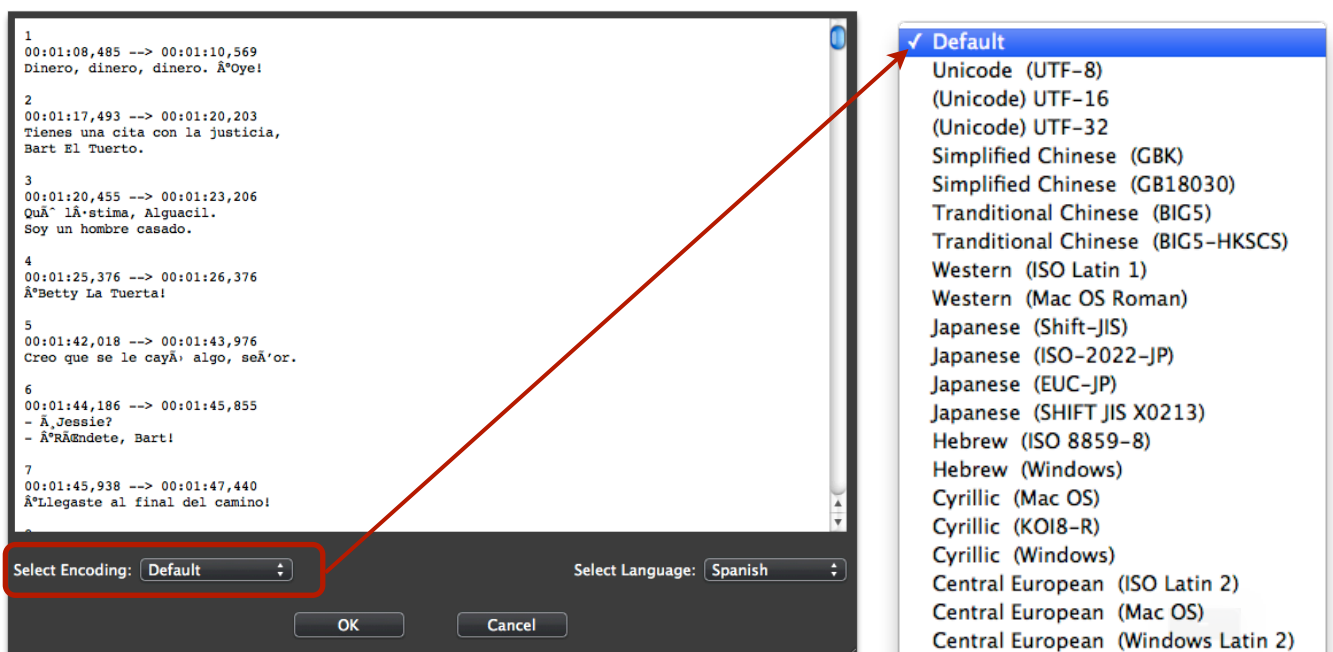 1
00:01:08,485 --> 00:01:10,569
Dinero, dinero, dinero. Â°Oye!
2
00:01:17,493 --> 00:01:20,203
Tienes una cita con la justicia,
Bart El Tuerto.
3
00:01:20,455 --> 00:01:23,206
QuÃˆ lÂ·stima, Alguacil.
Soy un hombre casado.
4
00:01:25,376 --> 00:01:26,376
Â°Betty La Tuerta!
5
00:01:42,018 --> 00:01:43,976
Creo que se le cayÃ› algo, seÃ’or.
6
00:01:44,186 --> 00:01:45,855
- Ã¸Jessie?
- Â°RÃŒndete, Bart!
7
00:01:45,938 --> 00:01:47,440
Â°Llegaste al final del camino!
Select Encoding: Default
Select Language: Spanish
OK
Cancel
✓ Default
Unicode (UTF-8)
(Unicode) UTF-16
(Unicode) UTF-32
Simplified Chinese (GBK)
Simplified Chinese (GB18030)
Tranditional Chinese (BIG5)
Tranditional Chinese (BIG5-HKSCS)
Western (ISO Latin 1)
Western (Mac OS Roman)
Japanese (Shift-JIS)
Japanese (ISO-2022-JP)
Japanese (EUC-JP)
Japanese (SHIFT JIS X0213)
Hebrew (ISO 8859-8)
Hebrew (Windows)
Cyrillic (Mac OS)
Cyrillic (KOI8-R)
Cyrillic (Windows)
Central European (ISO Latin 2)
Central European (Mac OS)
Central European (Windows Latin 2)